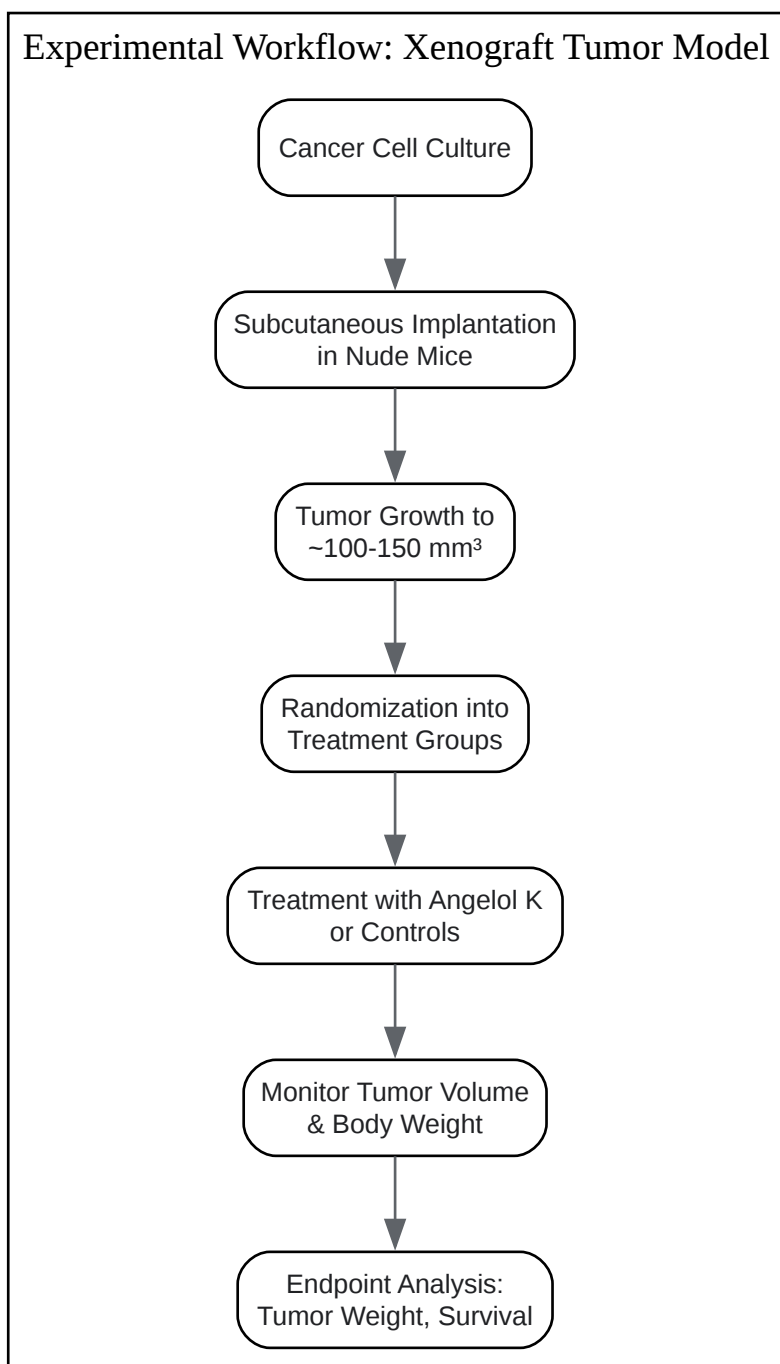 Experimental Workflow: Xenograft Tumor Model
Cancer Cell Culture
Subcutaneous Implantation
in Nude Mice
Tumor Growth to
~100-150 mm³
Randomization into
Treatment Groups
Treatment with Angelol K
or Controls
Monitor Tumor Volume
& Body Weight
Endpoint Analysis:
Tumor Weight, Survival